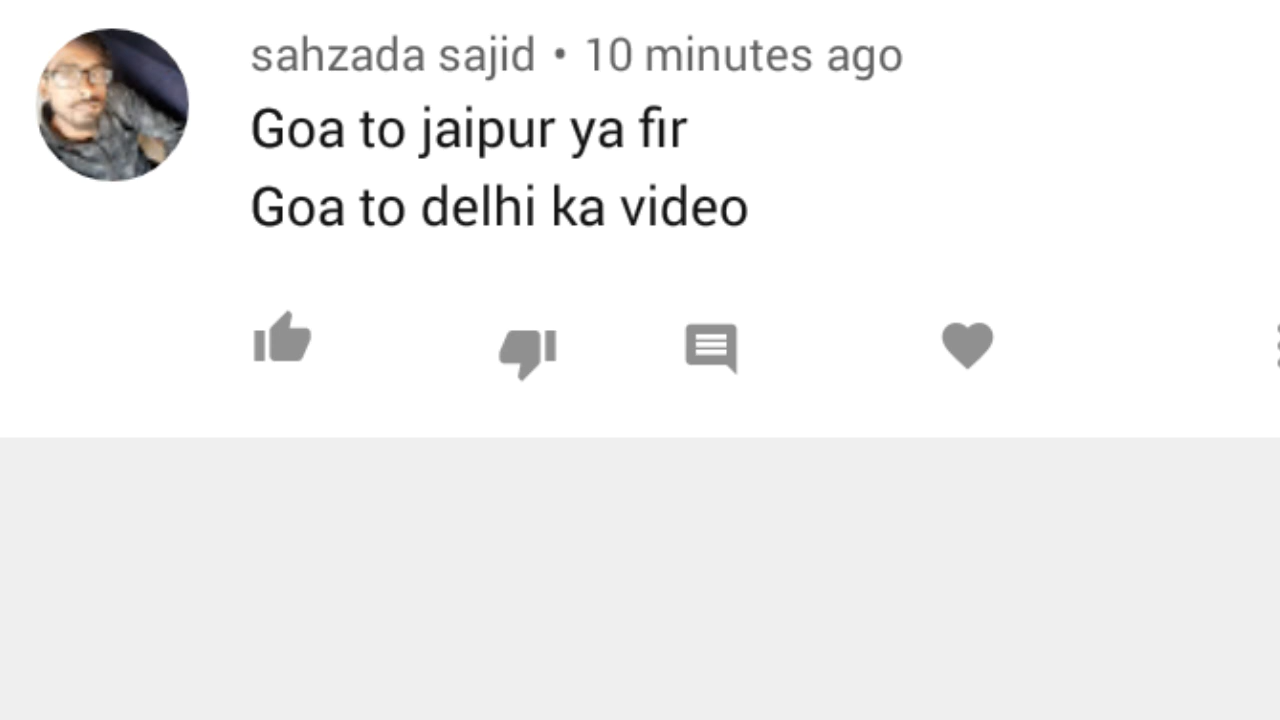 sahzada sajid • 10 minutes ago
Goa to jaipur ya fir
Goa to delhi ka video